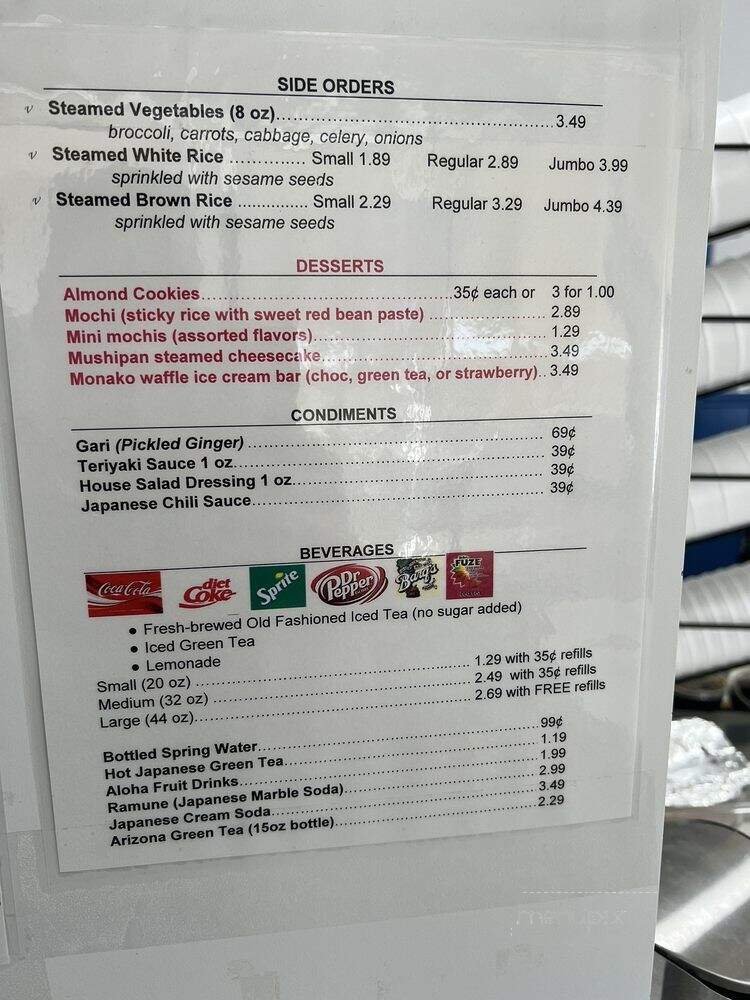 SIDE ORDERS
v Steamed Vegetables (8 oz)......3.49
broccoli, carrots, cabbage, celery, onions
v Steamed White Rice .............. Small 1.89 Regular 2.89 Jumbo 3.99
sprinkled with sesame seeds
v Steamed Brown Rice ............. Small 2.29 Regular 3.29 Jumbo 4.39
sprinkled with sesame seeds
DESSERTS
Almond Cookies......35¢ each or 3 for 1.00
Mochi (sticky rice with sweet red bean paste) ...... 2.89
Mini mochis (assorted flavors)...... 1.29
Mushipan steamed cheesecake...... 3.49
Monako waffle ice cream bar (choc, green tea, or strawberry).. 3.49
CONDIMENTS
Gari (Pickled Ginger) ...... 69¢
Teriyaki Sauce 1 oz...... 39¢
House Salad Dressing 1 oz...... 39¢
Japanese Chili Sauce...... 39¢
BEVERAGES
Coca-Cola diet Coke Sprite Dr Pepper Barq's FUZE
• Fresh-brewed Old Fashioned Iced Tea (no sugar added)
• Iced Green Tea
• Lemonade
Small (20 oz) ...... 1.29 with 35¢ refills
Medium (32 oz) ...... 2.49 with 35¢ refills
Large (44 oz)...... 2.69 with FREE refills
Bottled Spring Water...... 99¢
Hot Japanese Green Tea...... 1.19
Aloha Fruit Drinks...... 1.99
Ramune (Japanese Marble Soda)...... 2.99
Japanese Cream Soda...... 3.49
Arizona Green Tea (15oz bottle)...... 2.29